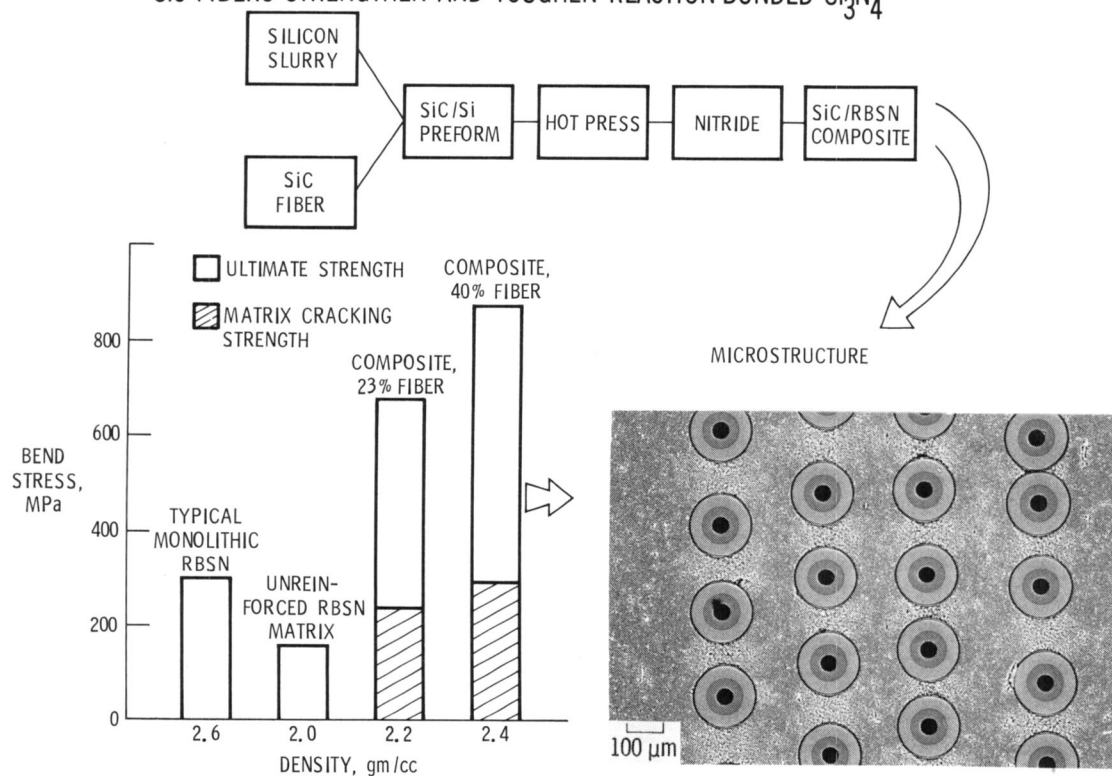 SiC FIBERS STRENGTHEN AND TOUGHEN REACTION-BONDED Si3N4
SILICON
SLURRY
SiC
FIBER
SiC/Si
PREFORM
HOT PRESS
NITRIDE
SiC/RBSN
COMPOSITE
ULTIMATE STRENGTH
MATRIX CRACKING
STRENGTH
COMPOSITE,
40% FIBER
COMPOSITE,
23% FIBER
TYPICAL
MONOLITHIC
RBSN
UNREIN-
FORCED RBSN
MATRIX
BEND
STRESS,
MPa
800
600
400
200
0
2.6 2.0 2.2 2.4
DENSITY, gm/cc
MICROSTRUCTURE
100 μm